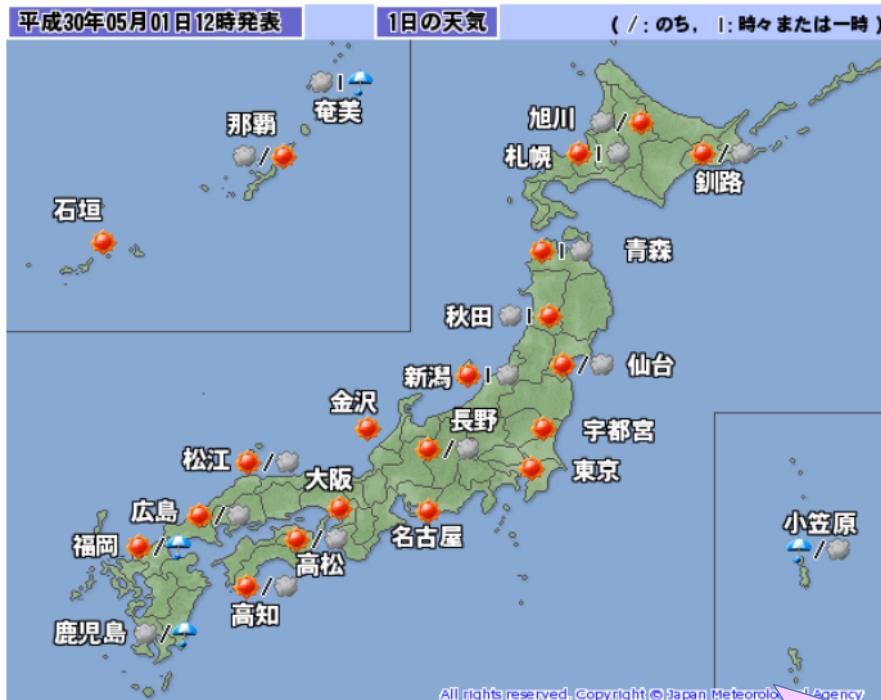 平成30年05月01日12時発表
1日の天気
( / : のち, | : 時々または一時 )
奄美
那覇
石垣
旭川
札幌
釧路
青森
秋田
仙台
新潟
金沢
長野
宇都宮
松江
大阪
東京
広島
名古屋
福岡
高松
小笠原
高知
鹿児島
All rights reserved. Copyright © Japan Meteorological Agency